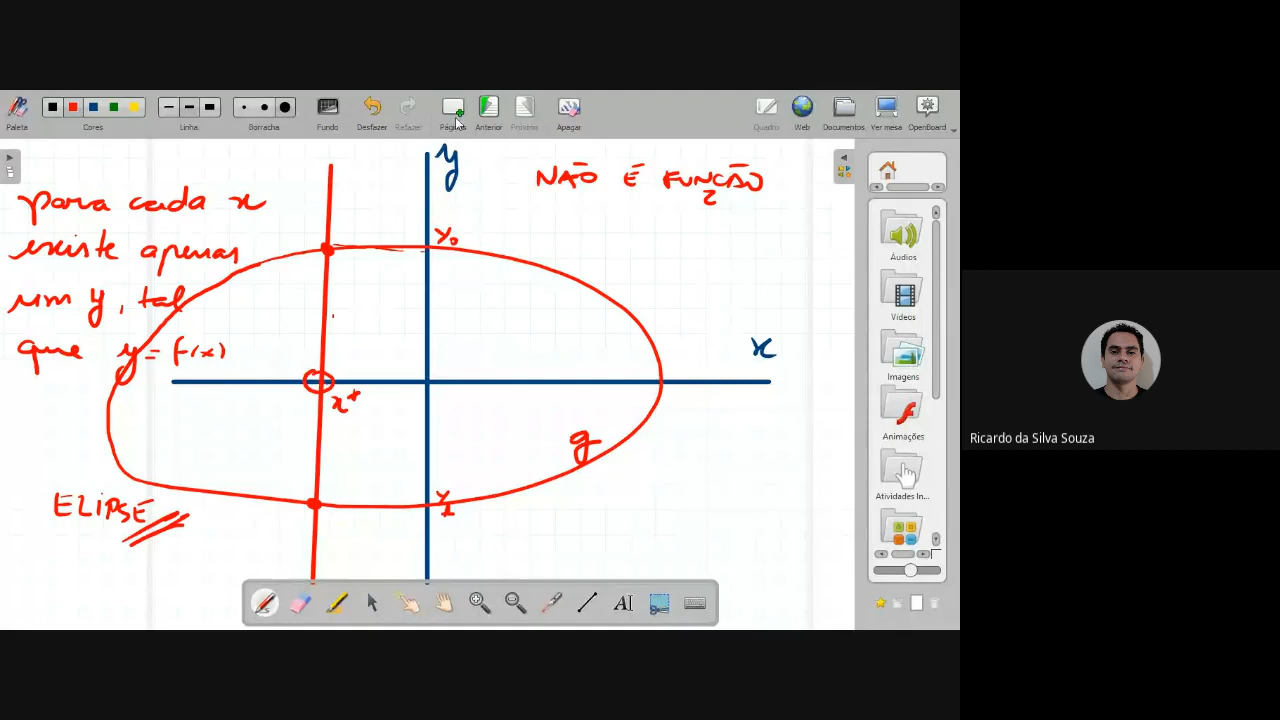 Paleta
Cores
Linha
Borracha
Fundo
Desfazer
Refazer
Páginas
Anterior
Próximo
Apagar
Quadro
Web
Documentos
Ver mesa
OpenBoard
y
NÃO É FUNÇÃO
para cada x
existe apenas
um y, tal
que y = f(x)
y₀
x
x*
g
ELIPSE
y₁
Áudios
Vídeos
Imagens
Animações
Atividades In...
Ricardo da Silva Souza